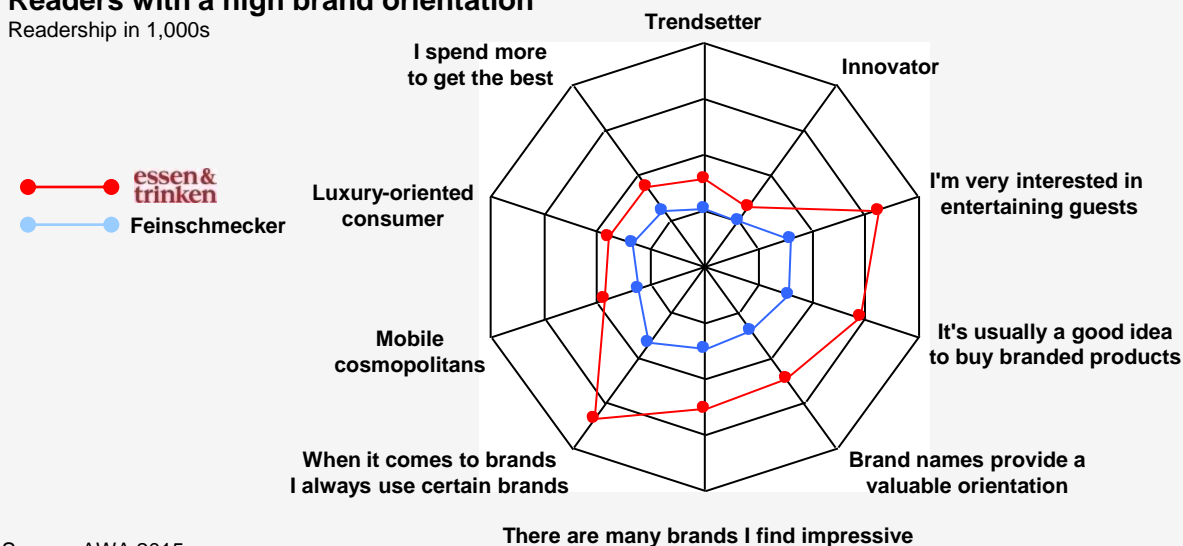 Readers with a high brand orientation
Readership in 1,000s
Trendsetter
I spend more
to get the best
Innovator
essen &
trinken
Feinschmecker
Luxury-oriented
consumer
I'm very interested in
entertaining guests
Mobile
cosmopolitans
It's usually a good idea
to buy branded products
When it comes to brands
I always use certain brands
Brand names provide a
valuable orientation
There are many brands I find impressive